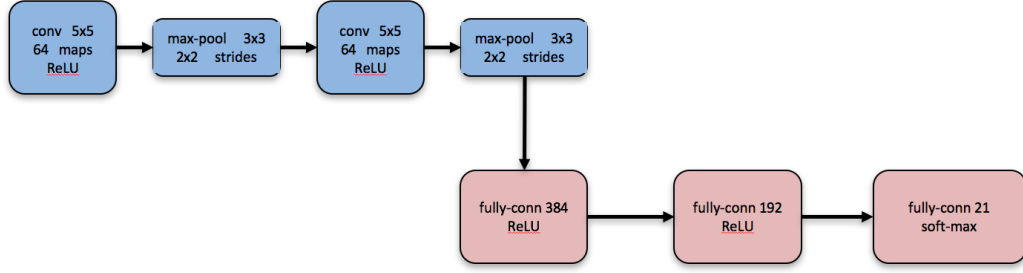 conv 5x5
64 maps
ReLU
max-pool 3x3
2x2 strides
conv 5x5
64 maps
ReLU
max-pool 3x3
2x2 strides
fully-conn 384
ReLU
fully-conn 192
ReLU
fully-conn 21
soft-max